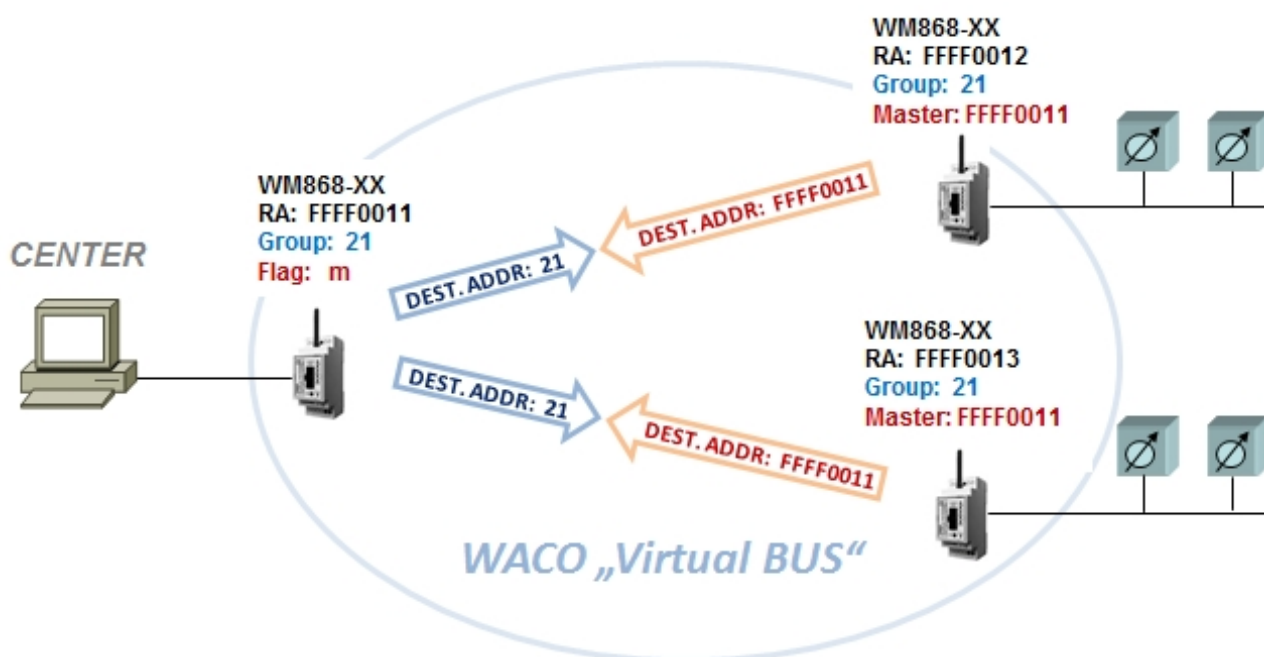 WM868-XX
RA: FFFF0012
Group: 21
Master: FFFF0011
WM868-XX
RA: FFFF0011
Group: 21
Flag: m
CENTER
DEST. ADDR: 21
DEST. ADDR: FFFF0011
WM868-XX
RA: FFFF0013
Group: 21
Master: FFFF0011
DEST. ADDR: 21
DEST. ADDR: FFFF0011
WACO „Virtual BUS“